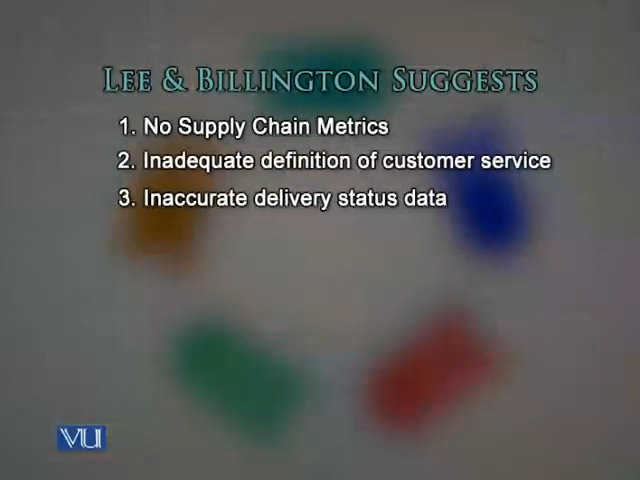 LEE & BILLINGTON SUGGESTS
1. No Supply Chain Metrics
2. Inadequate definition of customer service
3. Inaccurate delivery status data
VU